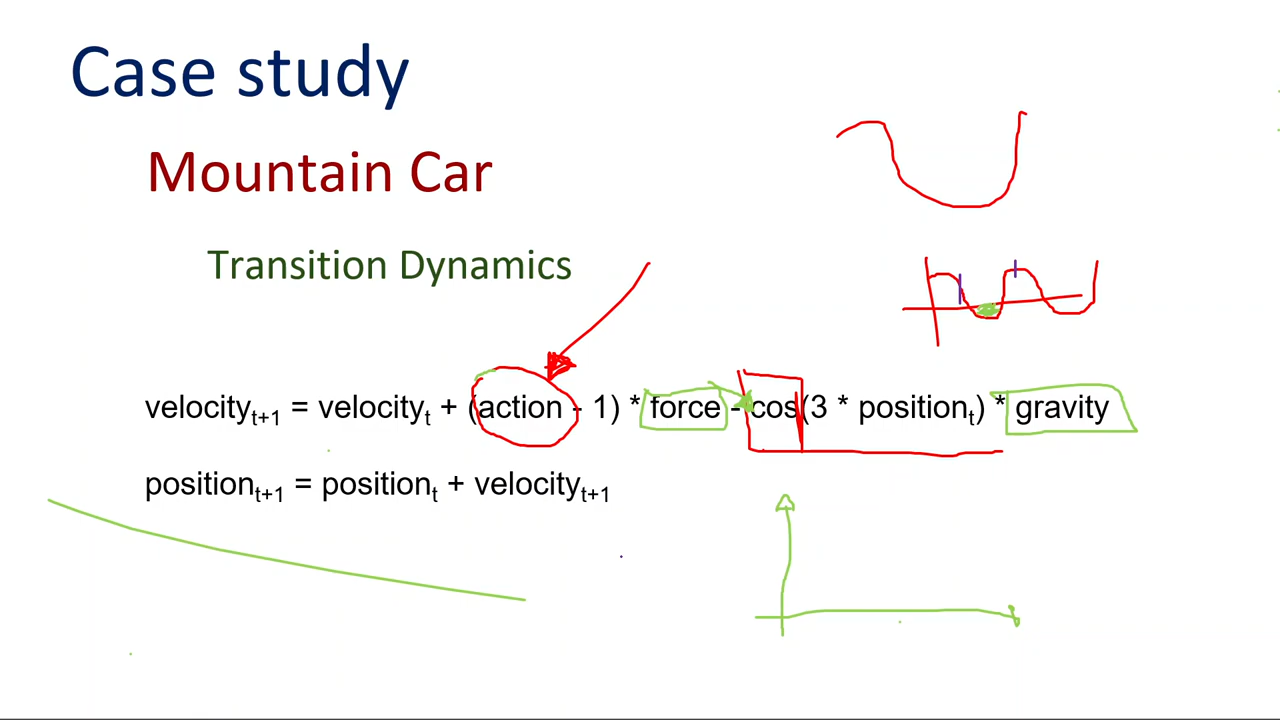 Case study
Mountain Car
Transition Dynamics
velocityt+1 = velocityt + (action - 1) * force - cos(3 * positiont) * gravity
positiont+1 = positiont + velocityt+1